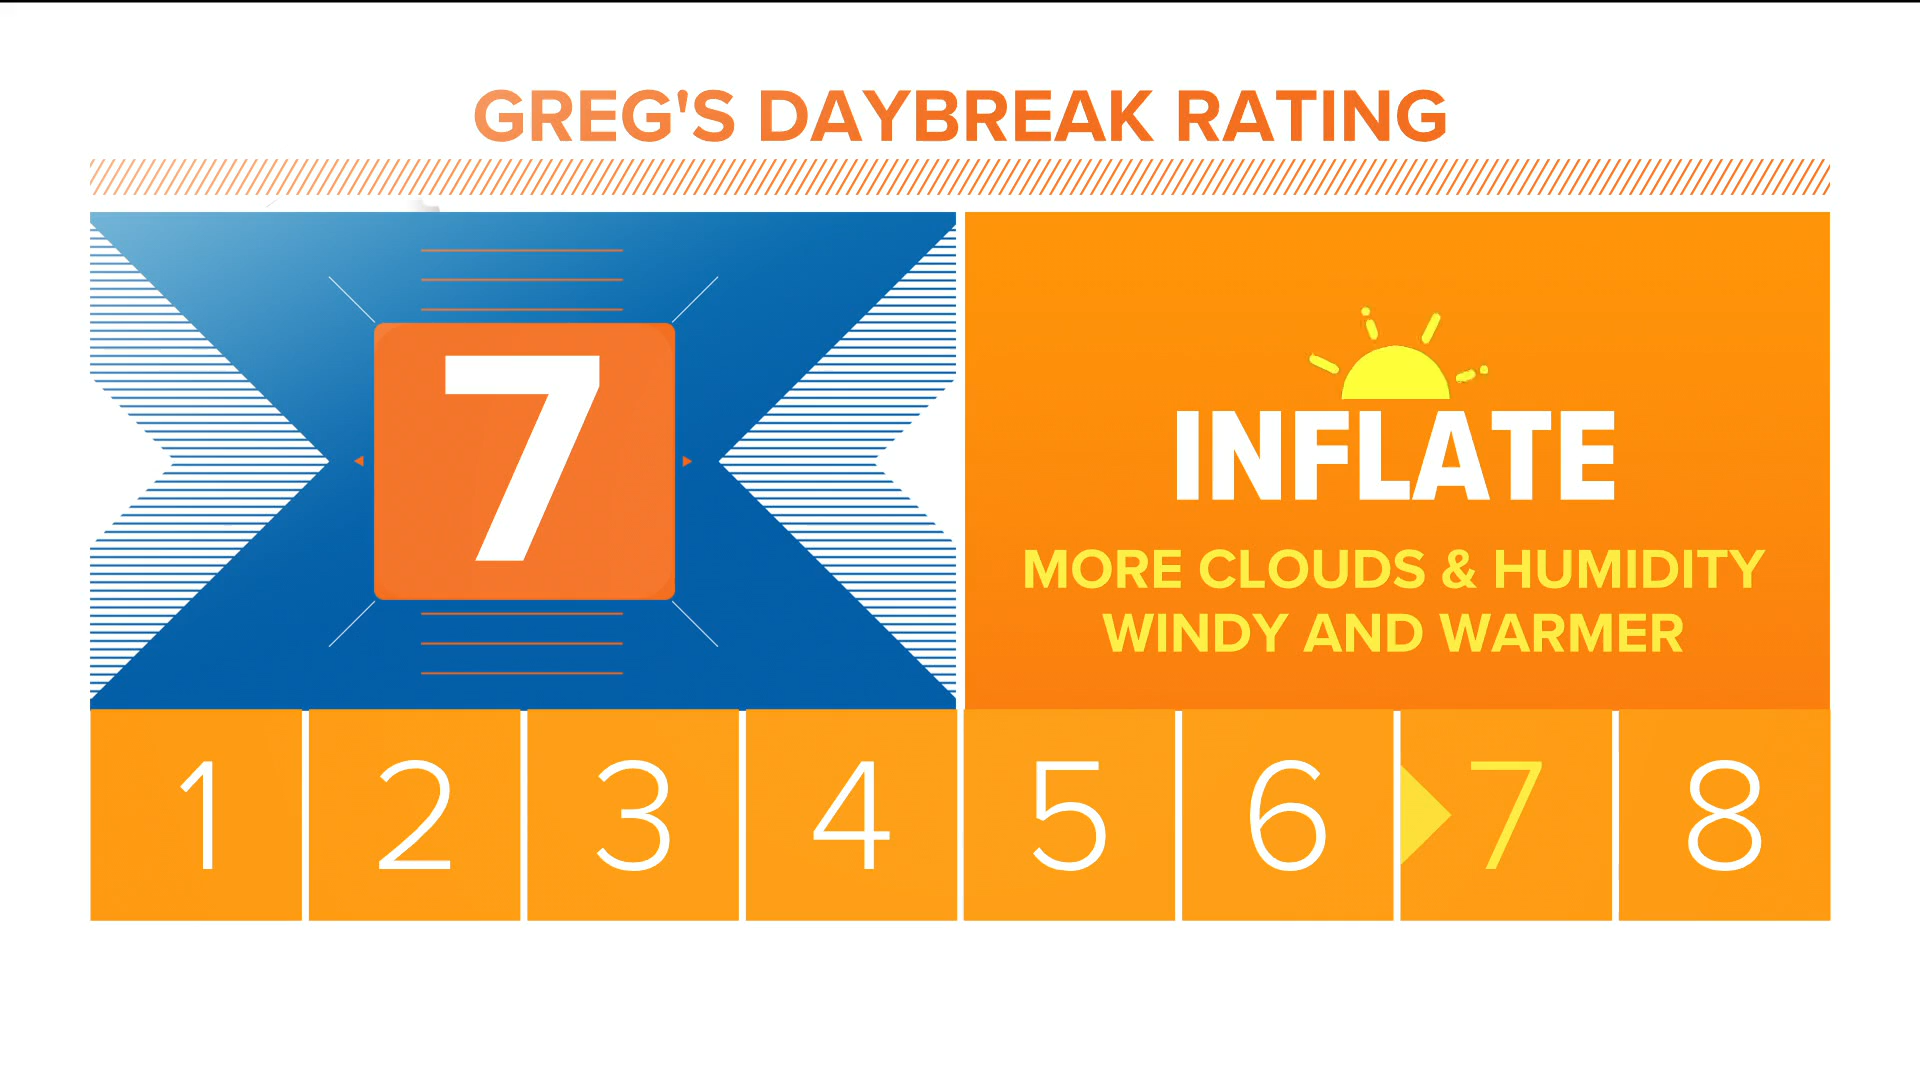 GREG'S DAYBREAK RATING
7
INFLATE
MORE CLOUDS & HUMIDITY
WINDY AND WARMER
1 2 3 4 5 6 7 8